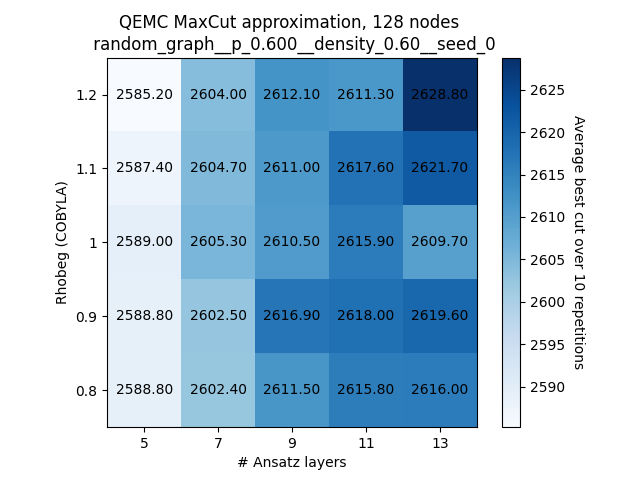 QEMC MaxCut approximation, 128 nodes
random_graph__p_0.600__density_0.60__seed_0
Rhobeg (COBYLA)
1.2 2585.20 2604.00 2612.10 2611.30 2628.80
1.1 2587.40 2604.70 2611.00 2617.60 2621.70
1 2589.00 2605.30 2610.50 2615.90 2609.70
0.9 2588.80 2602.50 2616.90 2618.00 2619.60
0.8 2588.80 2602.40 2611.50 2615.80 2616.00
5 7 9 11 13
# Ansatz layers
2625
2620
2615
2610
2605
2600
2595
2590
Average best cut over 10 repetitions